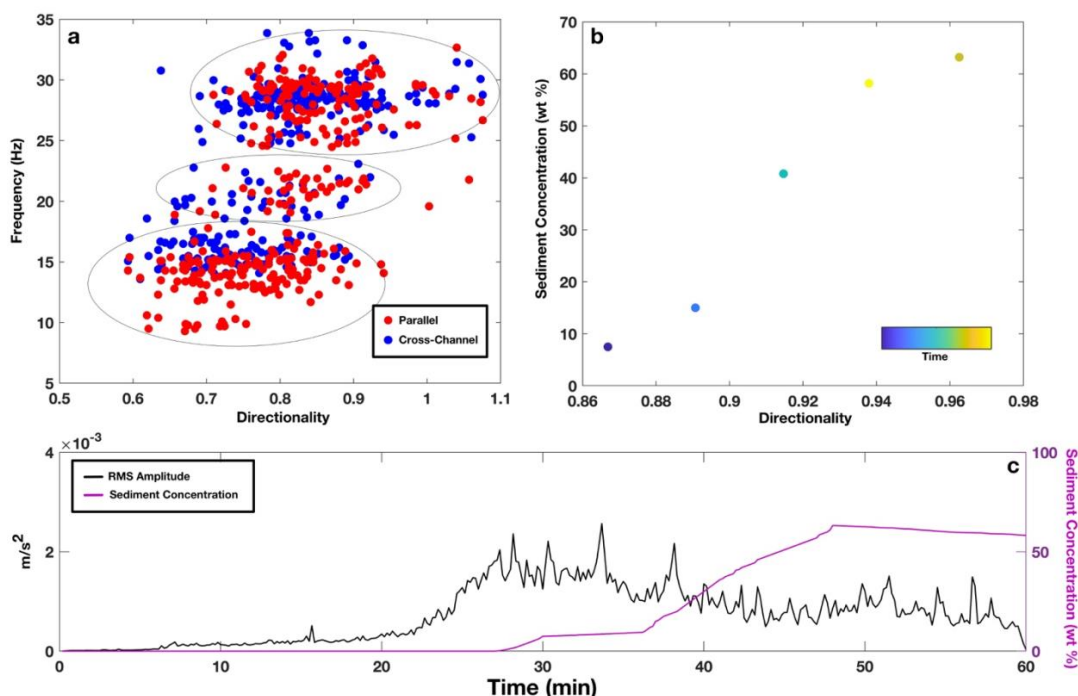 a
35
30
25
20
15
10
5
Frequency (Hz)
0.5 0.6 0.7 0.8 0.9 1 1.1
Directionality
Parallel
Cross-Channel
b
70
60
50
40
30
20
10
0
Sediment Concentration (wt %)
0.86 0.88 0.9 0.92 0.94 0.96 0.98
Directionality
Time
c
×10⁻³
4
2
0
m/s²
RMS Amplitude
Sediment Concentration
100
50
0
Sediment Concentration (wt %)
0 10 20 30 40 50 60
Time (min)